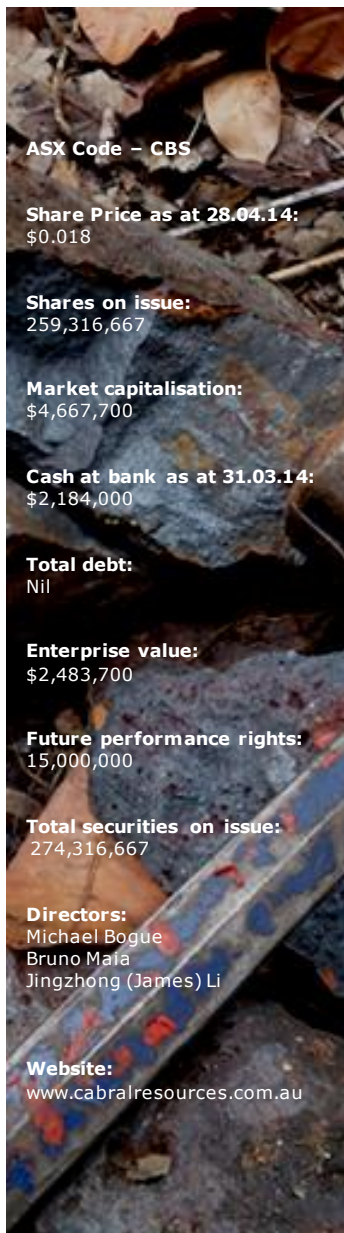 ASX Code – CBS
Share Price as at 28.04.14:
$0.018
Shares on issue:
259,316,667
Market capitalisation:
$4,667,700
Cash at bank as at 31.03.14:
$2,184,000
Total debt:
Nil
Enterprise value:
$2,483,700
Future performance rights:
15,000,000
Total securities on issue:
274,316,667
Directors:
Michael Bogue
Bruno Maia
Jingzhong (James) Li
Website:
www.cabralresources.com.au